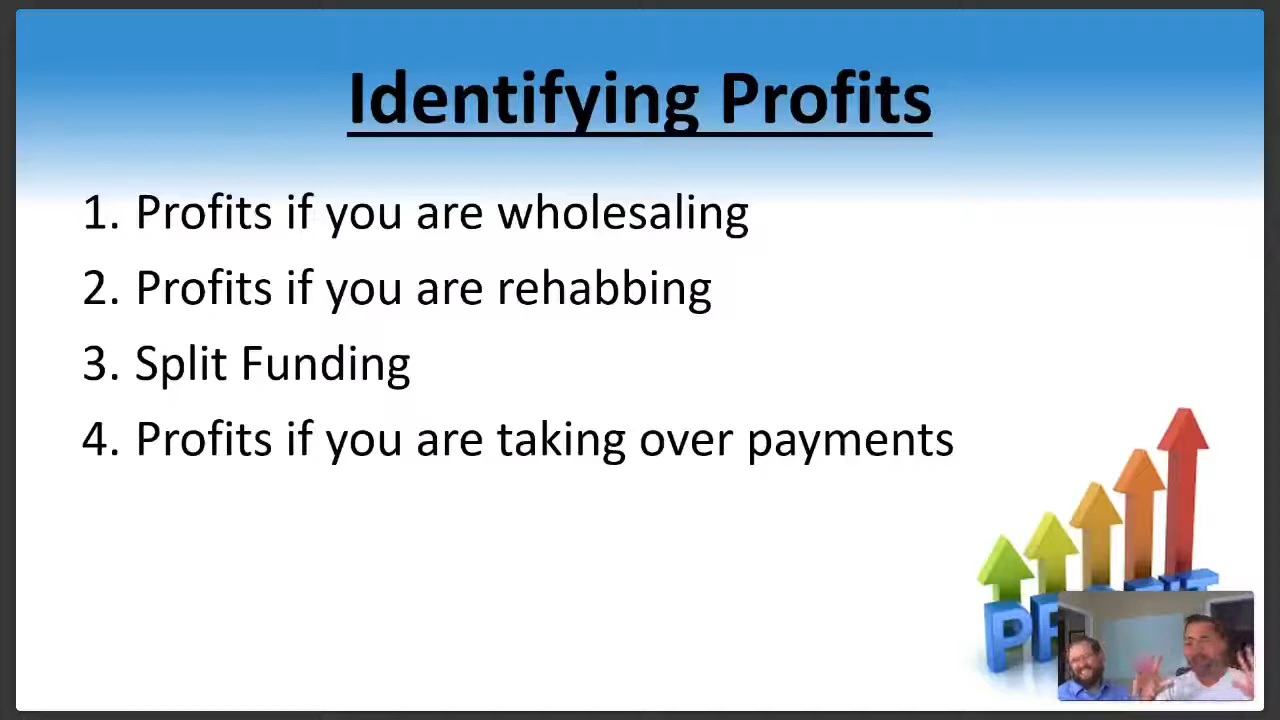 Identifying Profits
1. Profits if you are wholesaling
2. Profits if you are rehabbing
3. Split Funding
4. Profits if you are taking over payments